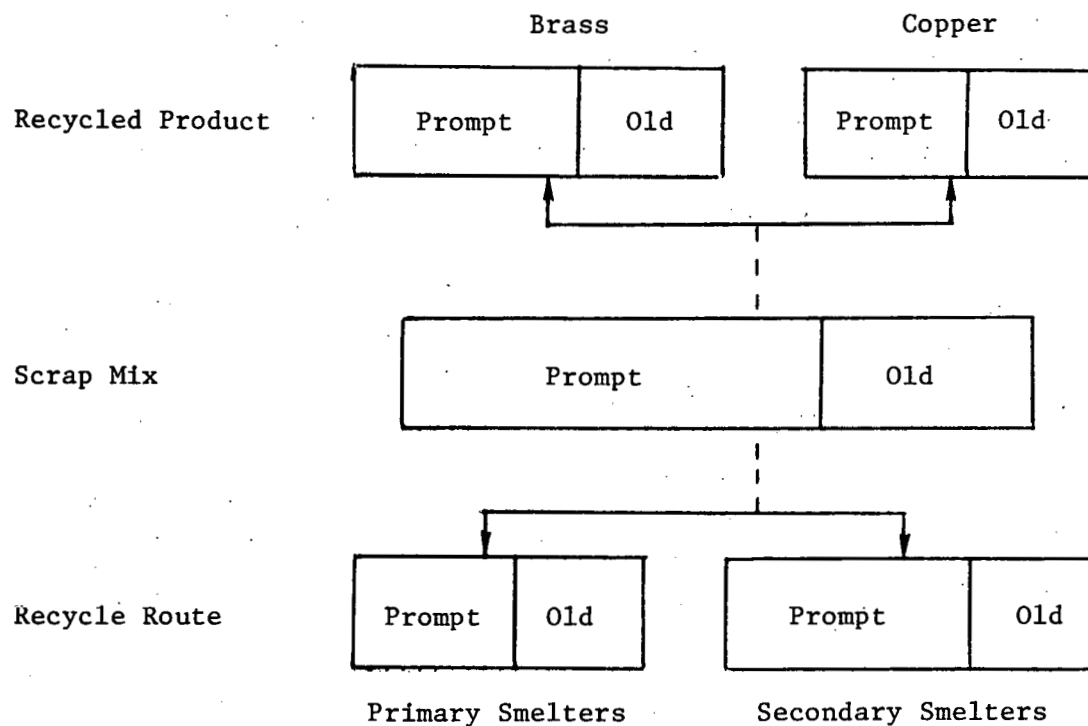 Brass Copper
Recycled Product Prompt Old Prompt Old
Scrap Mix Prompt Old
Recycle Route Prompt Old Prompt Old
Primary Smelters Secondary Smelters